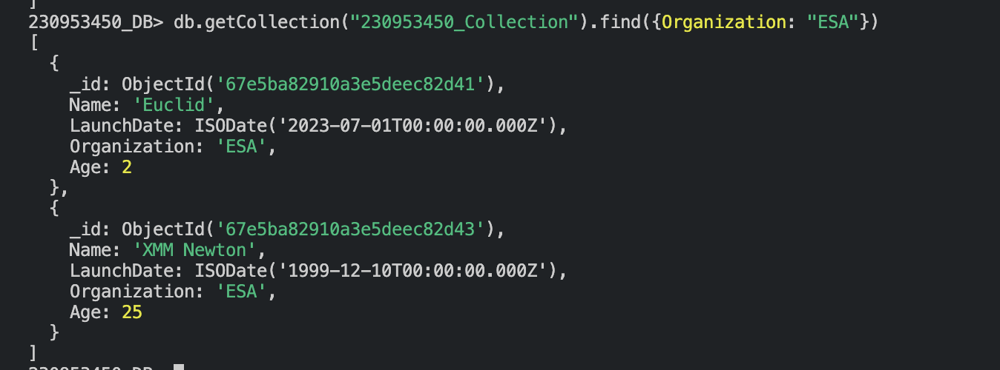 ]
230953450_DB> db.getCollection("230953450_Collection").find({Organization: "ESA"})
[
  {
    _id: ObjectId('67e5ba82910a3e5deec82d41'),
    Name: 'Euclid',
    LaunchDate: ISODate('2023-07-01T00:00:00.000Z'),
    Organization: 'ESA',
    Age: 2
  },
  {
    _id: ObjectId('67e5ba82910a3e5deec82d43'),
    Name: 'XMM Newton',
    LaunchDate: ISODate('1999-12-10T00:00:00.000Z'),
    Organization: 'ESA',
    Age: 25
  }
]
230953450_DB>